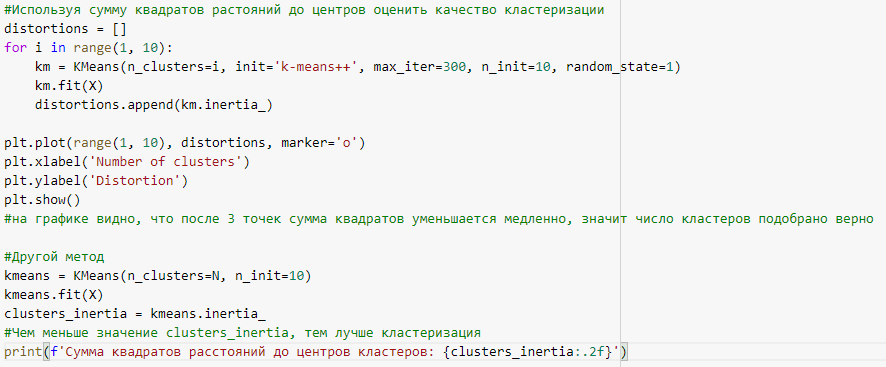 #Используя сумму квадратов растояний до центров оценить качество кластеризации
distortions = []
for i in range(1, 10):
    km = KMeans(n_clusters=i, init='k-means++', max_iter=300, n_init=10, random_state=1)
    km.fit(X)
    distortions.append(km.inertia_)

plt.plot(range(1, 10), distortions, marker='o')
plt.xlabel('Number of clusters')
plt.ylabel('Distortion')
plt.show()
#на графике видно, что после 3 точек сумма квадратов уменьшается медленно, значит число кластеров подобрано верно

#Другой метод
kmeans = KMeans(n_clusters=N, n_init=10)
kmeans.fit(X)
clusters_inertia = kmeans.inertia_
#Чем меньше значение clusters_inertia, тем лучше кластеризация
print(f'Сумма квадратов расстояний до центров кластеров: {clusters_inertia:.2f}')